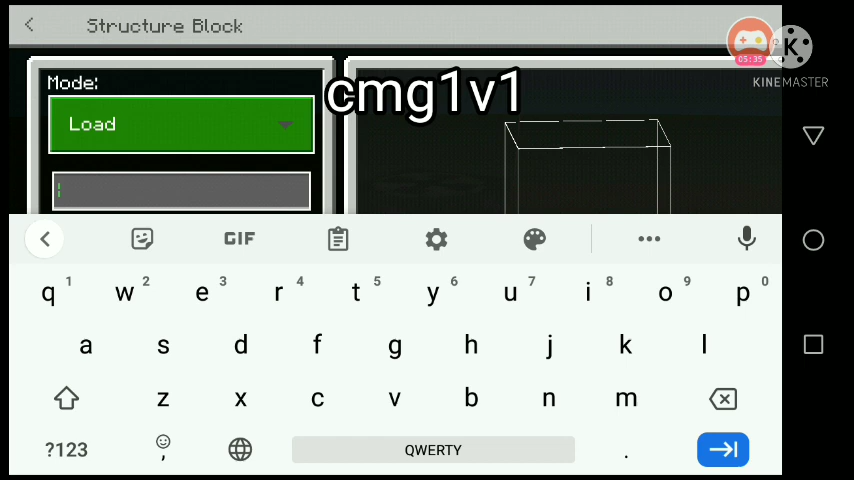 Structure Block
05:35
K
KINEMASTER
Mode:
cmg1v1
Load
GIF
q 1 w 2 e 3 r 4 t 5 y 6 u 7 i 8 o 9 p 0
a s d f g h j k l
z x c v b n m
?123 , QWERTY .